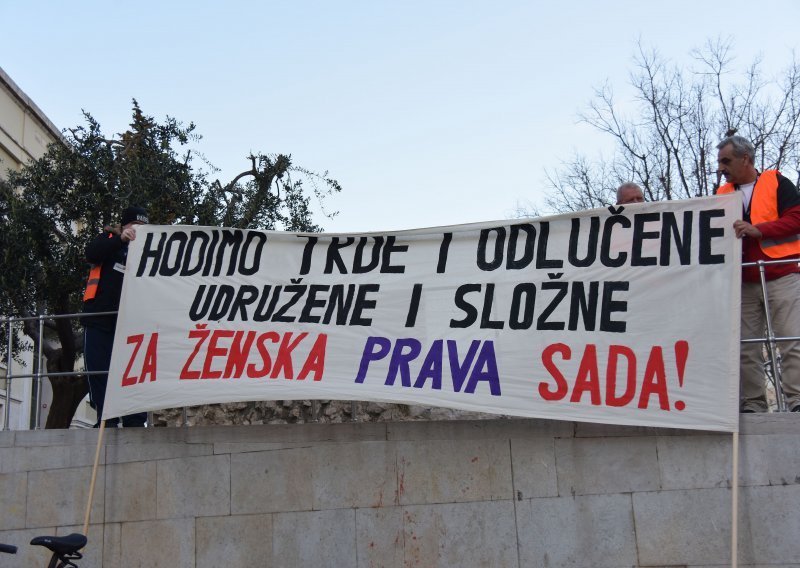 HODIMO TRDE I ODLUČENE
UDRUŽENE I SLOŽNE
ZA ŽENSKA PRAVA SADA!